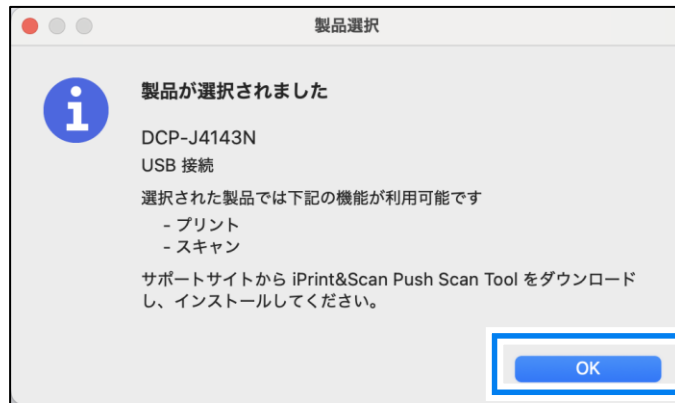 製品選択
製品が選択されました
DCP-J4143N
USB 接続
選択された製品では下記の機能が利用可能です
- プリント
- スキャン
サポートサイトから iPrint&Scan Push Scan Tool をダウンロード
し、インストールしてください。
OK